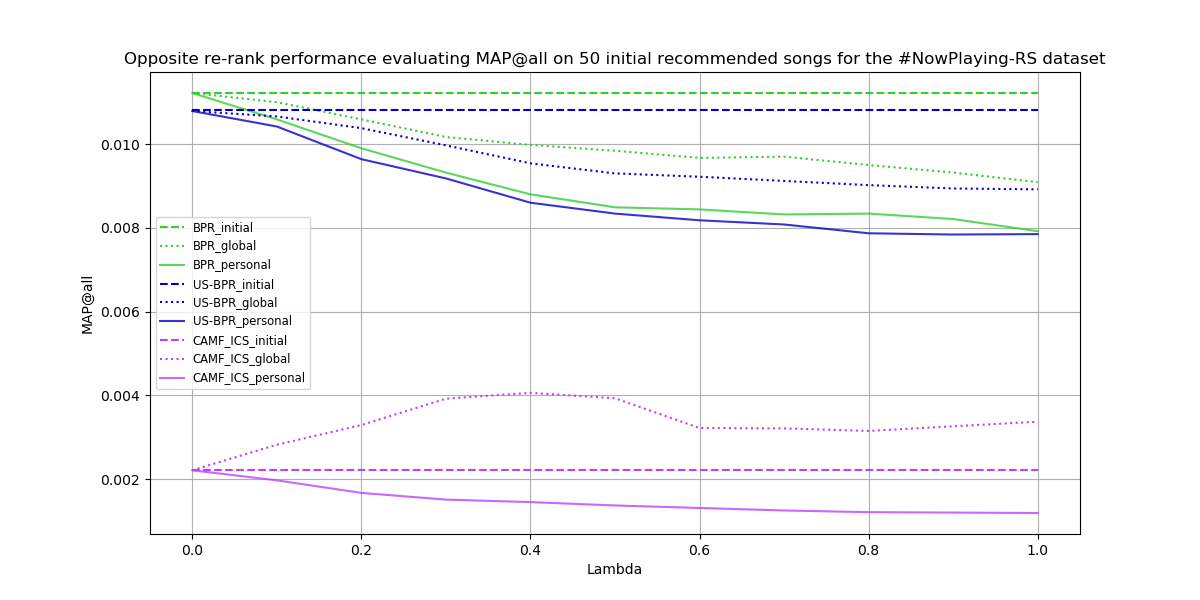 Opposite re-rank performance evaluating MAP@all on 50 initial recommended songs for the #NowPlaying-RS dataset
0.010
0.008
0.006
0.004
0.002
MAP@all
BPR_initial
BPR_global
BPR_personal
US-BPR_initial
US-BPR_global
US-BPR_personal
CAMF_ICS_initial
CAMF_ICS_global
CAMF_ICS_personal
0.0 0.2 0.4 0.6 0.8 1.0
Lambda